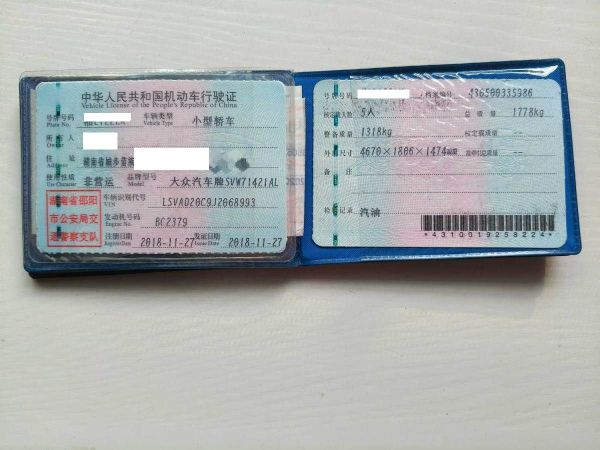 中华人民共和国机动车行驶证
Vehicle License of the People's Republic of China
号牌号码
Plate No.
车辆类型 小型轿车
Vehicle Type
所有人
Owner
住址 湖南省城步苗族
Address
使用性质 非营运
Use Character
品牌型号 大众汽车牌SVW71421AL
Model
湖南省邵阳
市公安局交
通警察支队
车辆识别代号 LSVAD20C9J2068993
VIN
发动机号码 BC2379
Engine No.
注册日期 2018-11-27 发证日期 2018-11-27
Register Date Issue Date
号牌号码 档案编号 430500335986
核定载人数 5人 总质量 1778kg
整备质量 1318kg 核定载质量
外廓尺寸 4670×1806×1474mm 准牵引总质量
备注
检验记录 汽油
*4310019258224*